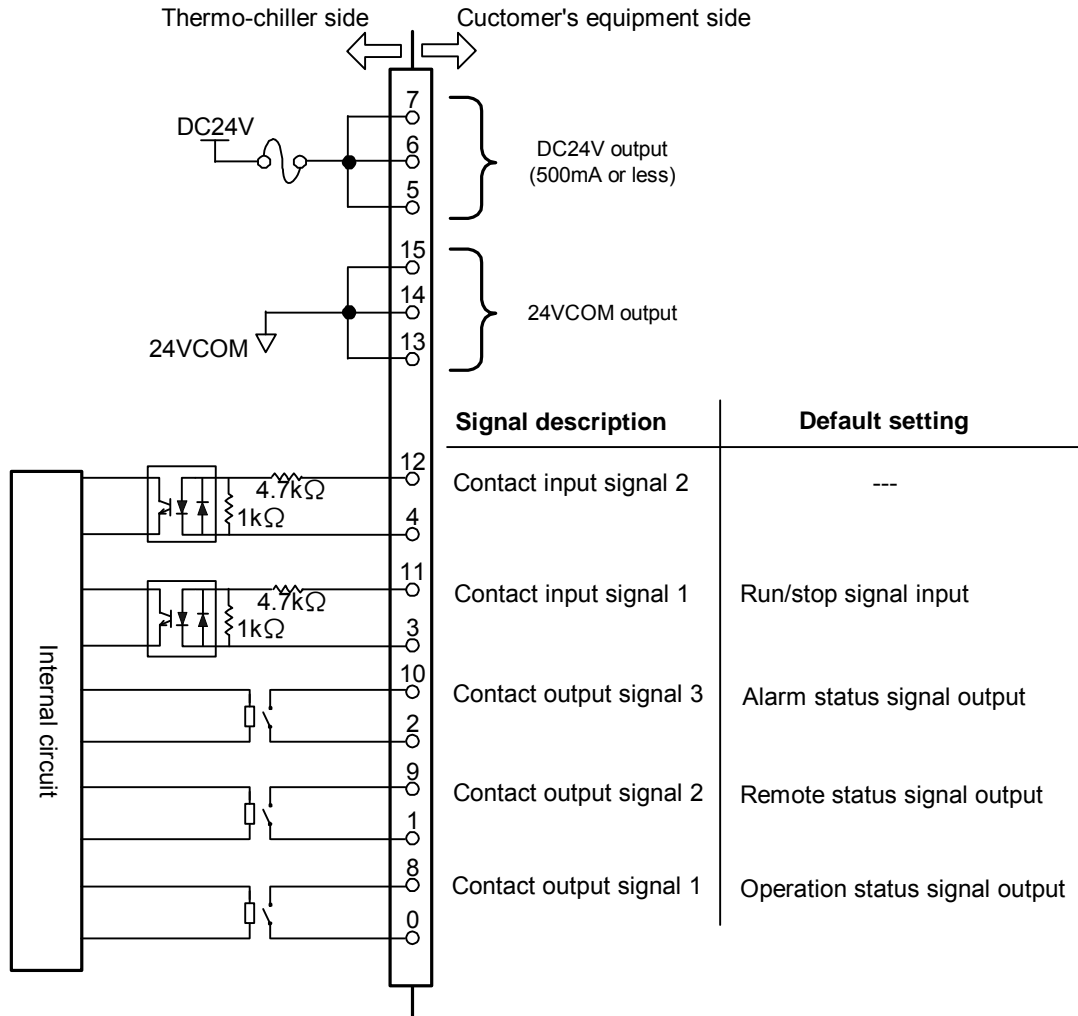 Thermo-chiller side
Cuctomer's equipment side
DC24V
7
6
5
DC24V output
(500mA or less)
15
14
13
24VCOM
24VCOM output
Signal description
Default setting
12
4.7kΩ
1kΩ
4
Contact input signal 2
---
11
4.7kΩ
1kΩ
3
Contact input signal 1
Run/stop signal input
10
2
Contact output signal 3
Alarm status signal output
9
1
Contact output signal 2
Remote status signal output
8
0
Contact output signal 1
Operation status signal output
Internal circuit